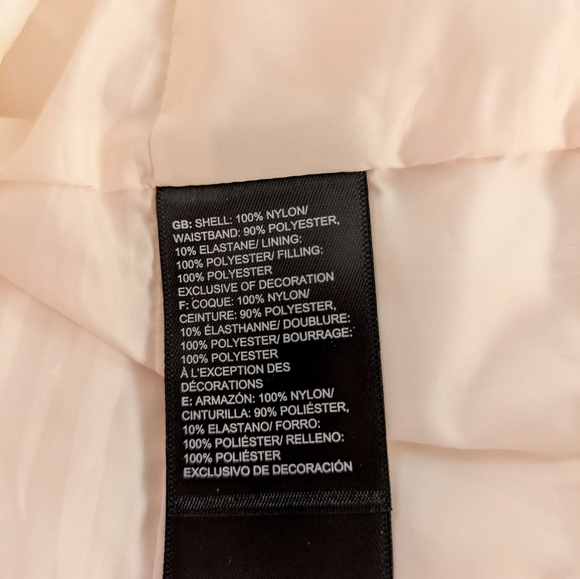 GB: SHELL: 100% NYLON/
WAISTBAND: 90% POLYESTER,
10% ELASTANE/ LINING:
100% POLYESTER/ FILLING:
100% POLYESTER
EXCLUSIVE OF DECORATION
F: COQUE: 100% NYLON/
CEINTURE: 90% POLYESTER,
10% ÉLASTHANNE/ DOUBLURE:
100% POLYESTER/ BOURRAGE:
100% POLYESTER
À L'EXCEPTION DES
DÉCORATIONS
E: ARMAZÓN: 100% NYLON/
CINTURILLA: 90% POLIÉSTER,
10% ELASTANO/ FORRO:
100% POLIÉSTER/ RELLENO:
100% POLIÉSTER
EXCLUSIVO DE DECORACIÓN